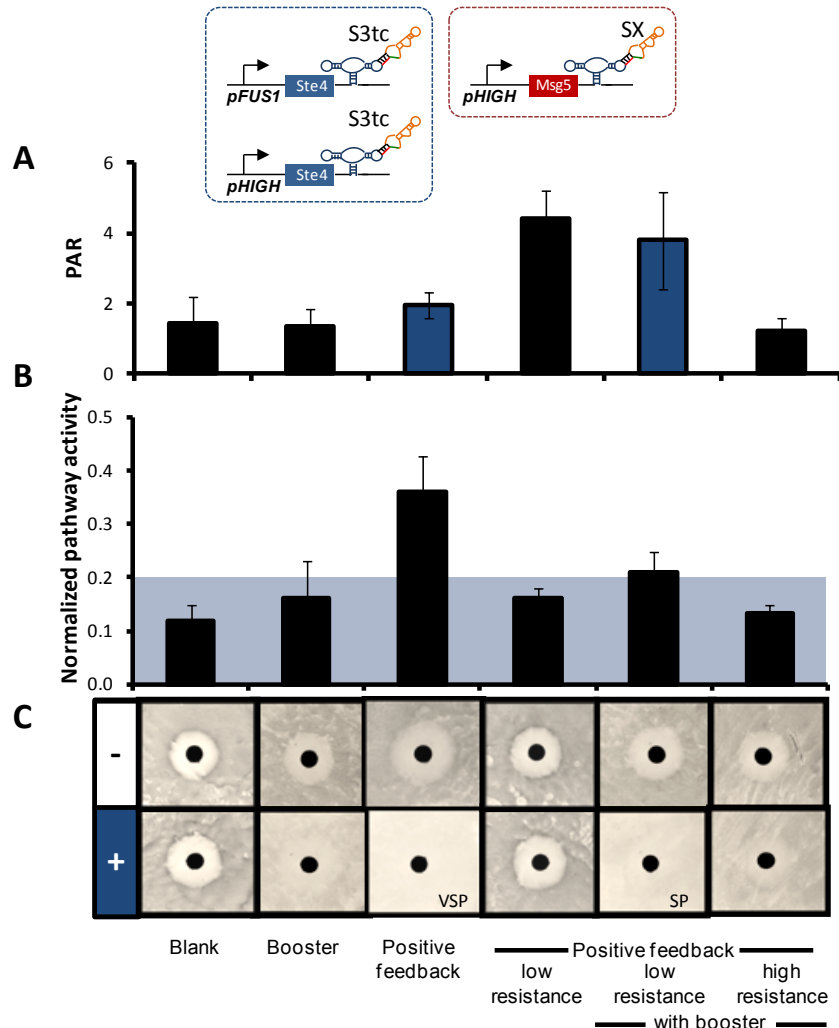 S3tc
pFUS1
Ste4
S3tc
pHIGH
Ste4
SX
pHIGH
Msg5
A
PAR
6
4
2
0
B
Normalized pathway activity
0.5
0.4
0.3
0.2
0.1
0.0
C
-
+
VSP
SP
Blank
Booster
Positive feedback
Positive feedback
low resistance
low resistance
high resistance
with booster